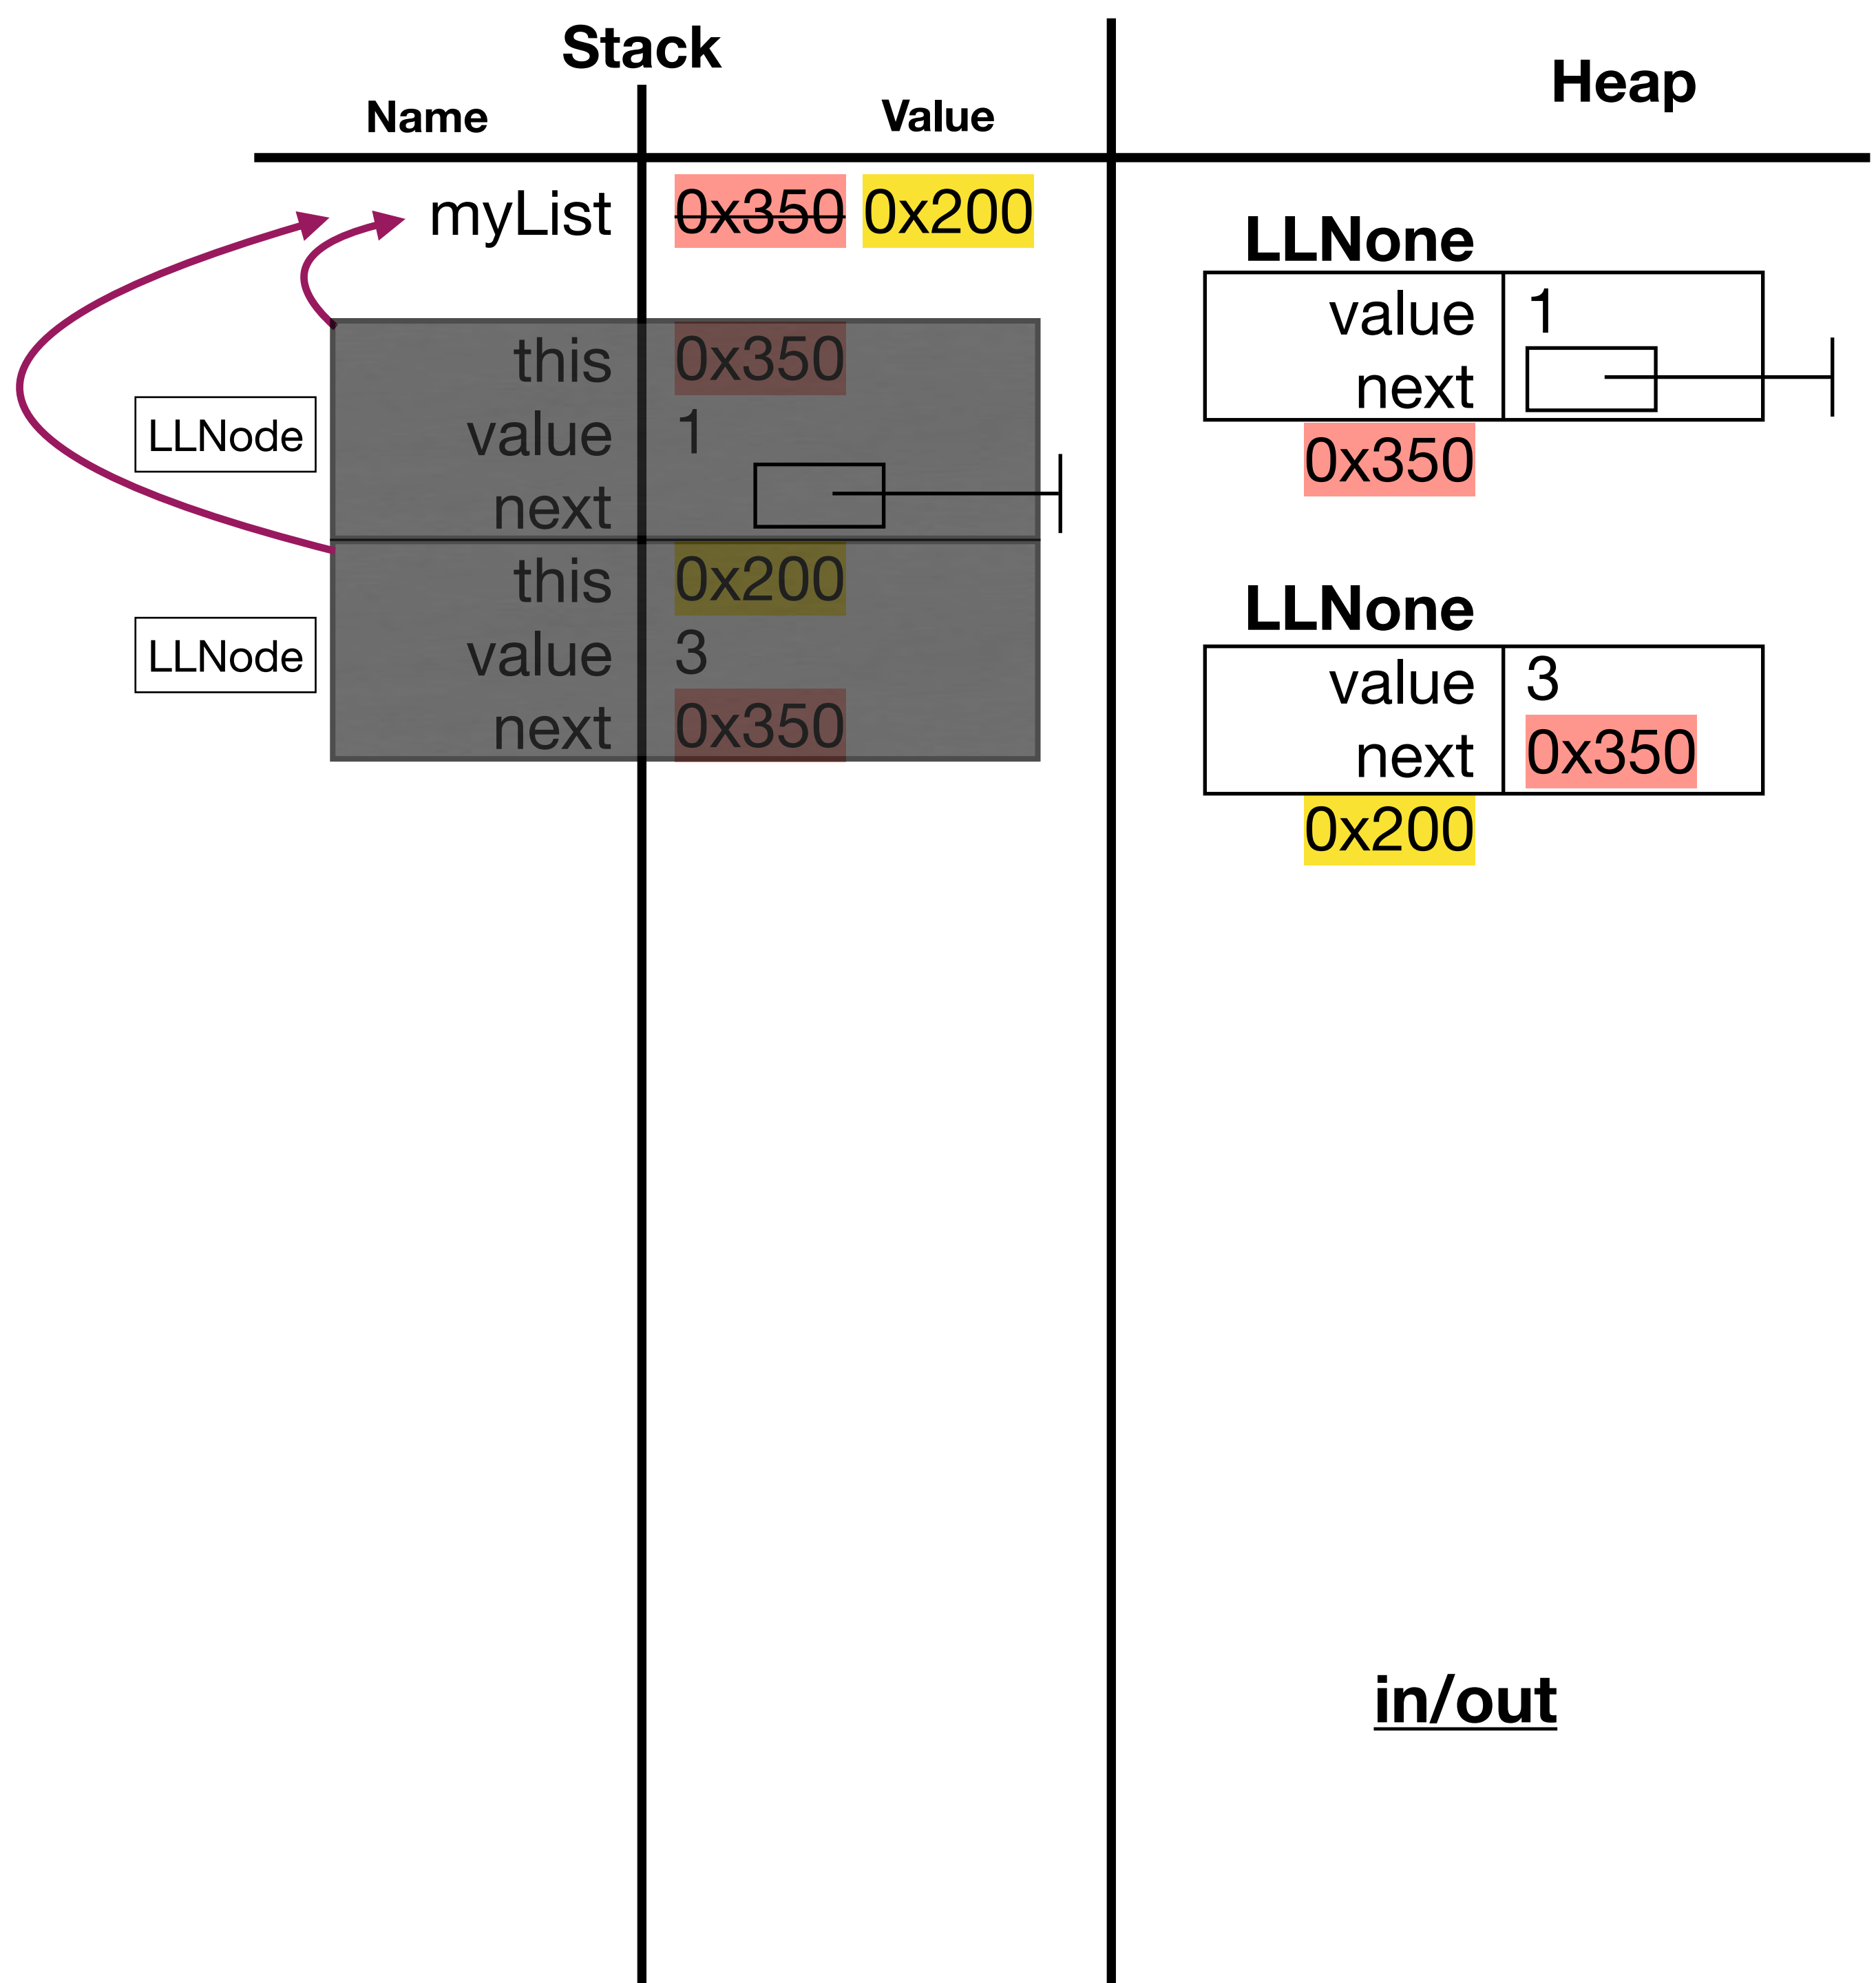 Stack
Heap
Name Value
myList 0x350 0x200
LLNode
this 0x350
value 1
next
LLNode
this 0x200
value 3
next 0x350
LLNone
value 1
next
0x350
LLNone
value 3
next 0x350
0x200
in/out